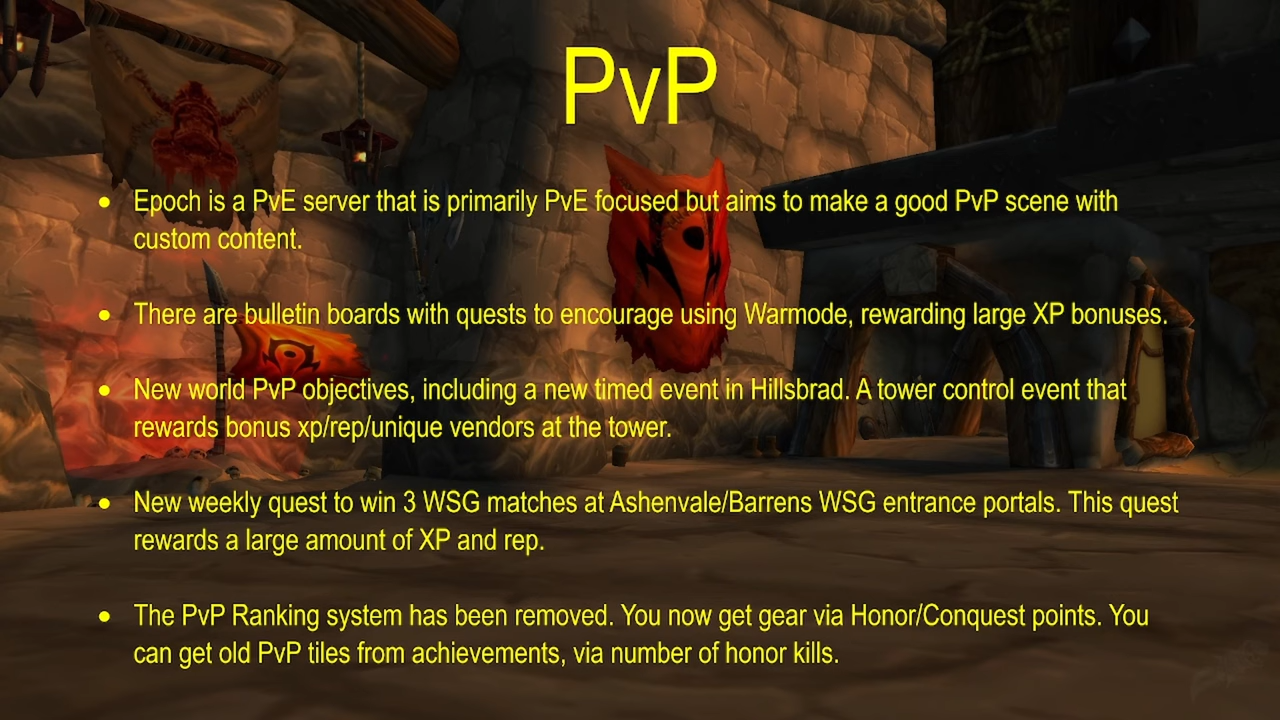 PvP
• Epoch is a PvE server that is primarily PvE focused but aims to make a good PvP scene with
custom content.
• There are bulletin boards with quests to encourage using Warmode, rewarding large XP bonuses.
• New world PvP objectives, including a new timed event in Hillsbrad. A tower control event that
rewards bonus xp/rep/unique vendors at the tower.
• New weekly quest to win 3 WSG matches at Ashenvale/Barrens WSG entrance portals. This quest
rewards a large amount of XP and rep.
• The PvP Ranking system has been removed. You now get gear via Honor/Conquest points. You
can get old PvP tiles from achievements, via number of honor kills.